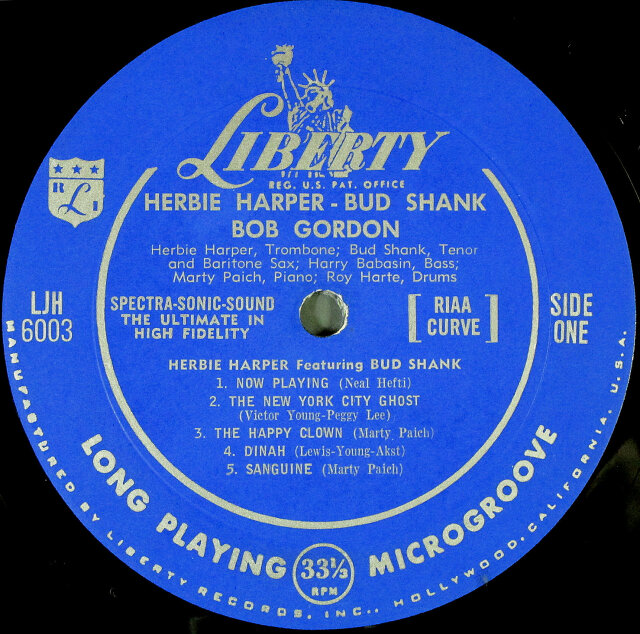 LIBERTY
REG. U.S. PAT. OFFICE
R L I
HERBIE HARPER - BUD SHANK
BOB GORDON
Herbie Harper, Trombone; Bud Shank, Tenor
and Baritone Sax; Harry Babasin, Bass;
Marty Paich, Piano; Roy Harte, Drums
LJH
6003
SPECTRA-SONIC-SOUND
THE ULTIMATE IN
HIGH FIDELITY
[ RIAA
CURVE ]
SIDE
ONE
HERBIE HARPER Featuring BUD SHANK
1. NOW PLAYING (Neal Hefti)
2. THE NEW YORK CITY GHOST
(Victor Young-Peggy Lee)
3. THE HAPPY CLOWN (Marty Paich)
4. DINAH (Lewis-Young-Akst)
5. SANGUINE (Marty Paich)
LONG PLAYING 33⅓ RPM MICROGROOVE
MANUFACTURED BY LIBERTY RECORDS, INC., HOLLYWOOD, CALIFORNIA, U.S.A.